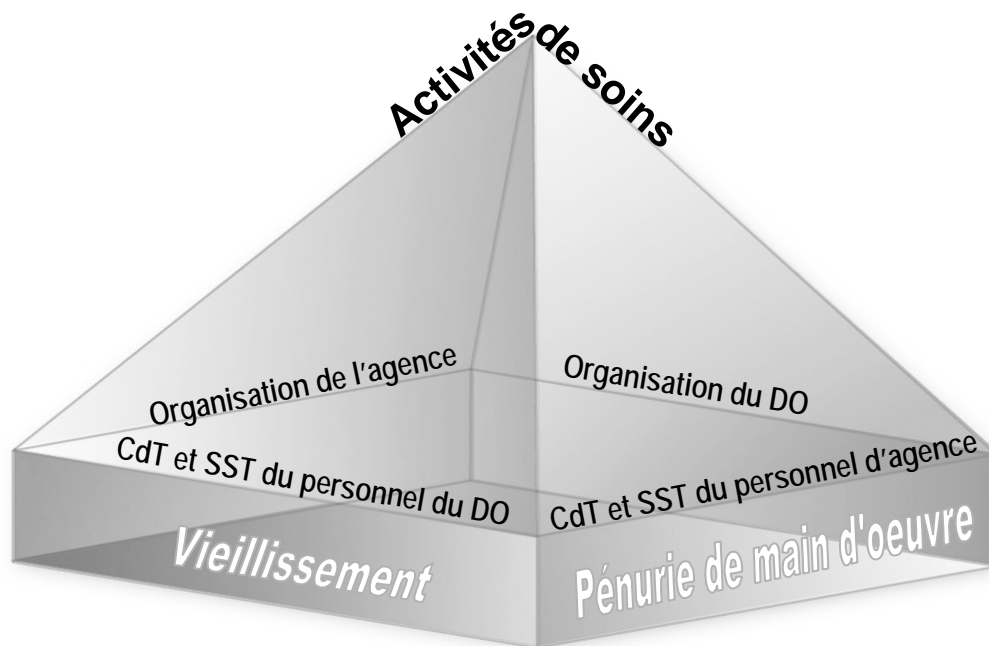 Activités de soins
Organisation de l'agence
Organisation du DO
CdT et SST du personnel du DO
CdT et SST du personnel d'agence
Vieillissement
Pénurie de main d'oeuvre